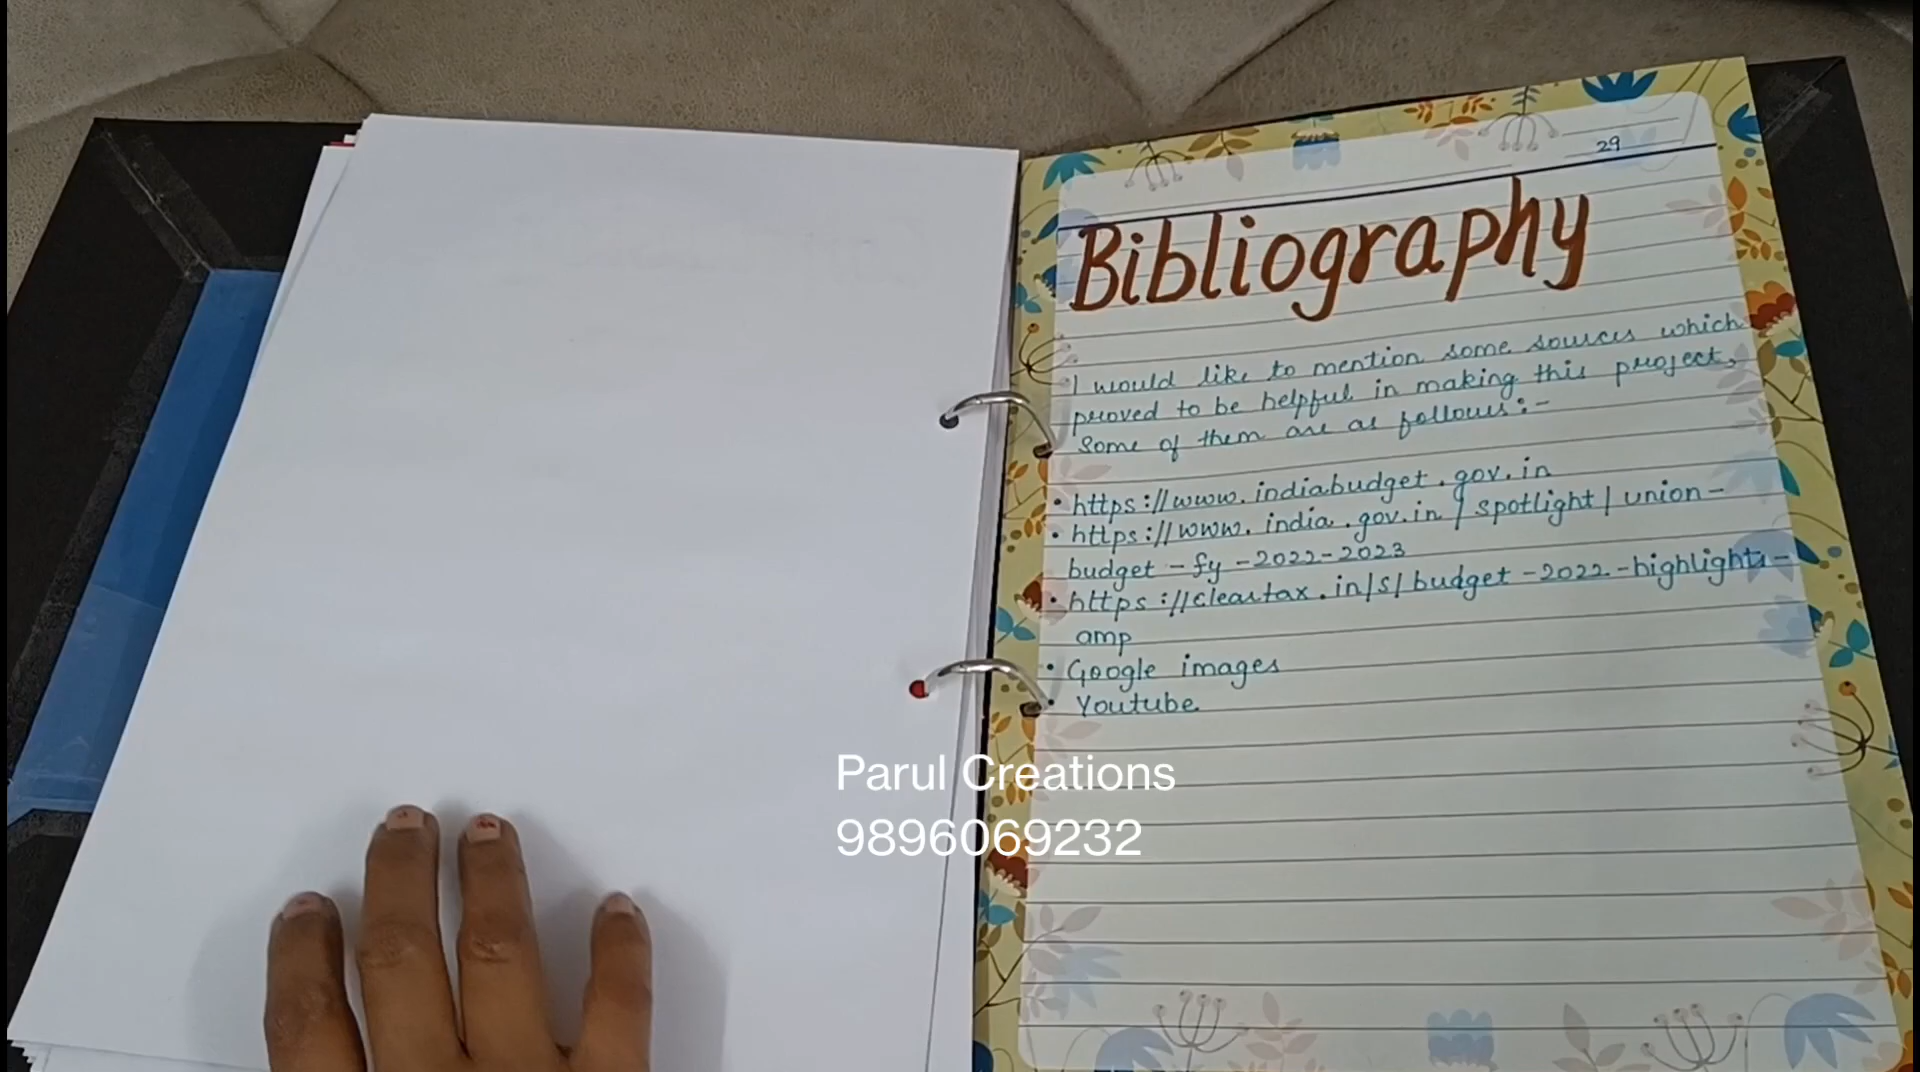 29
Bibliography
I would like to mention some sources which
proved to be helpful in making this project,
Some of them are as follows:-
• https://www.indiabudget.gov.in
• https://www.india.gov.in/spotlight/union-
budget-fy-2022-2023
• https://cleartax.in/s/budget-2022-highlights-
amp
• Google images
• Youtube
Parul Creations
9896069232